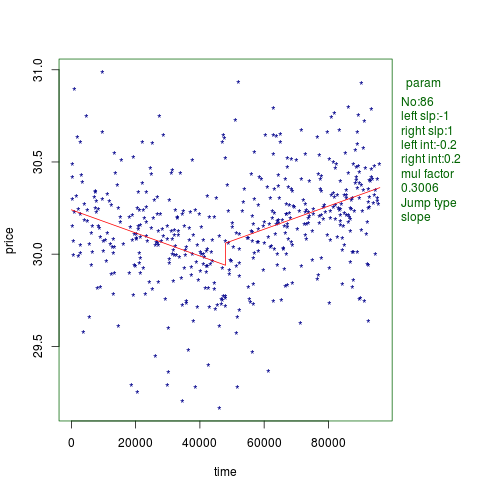 31.0
30.5
30.0
29.5
price
0 20000 40000 60000 80000
time
param
No:86
left slp:-1
right slp:1
left int:-0.2
right int:0.2
mul factor
0.3006
Jump type
slope